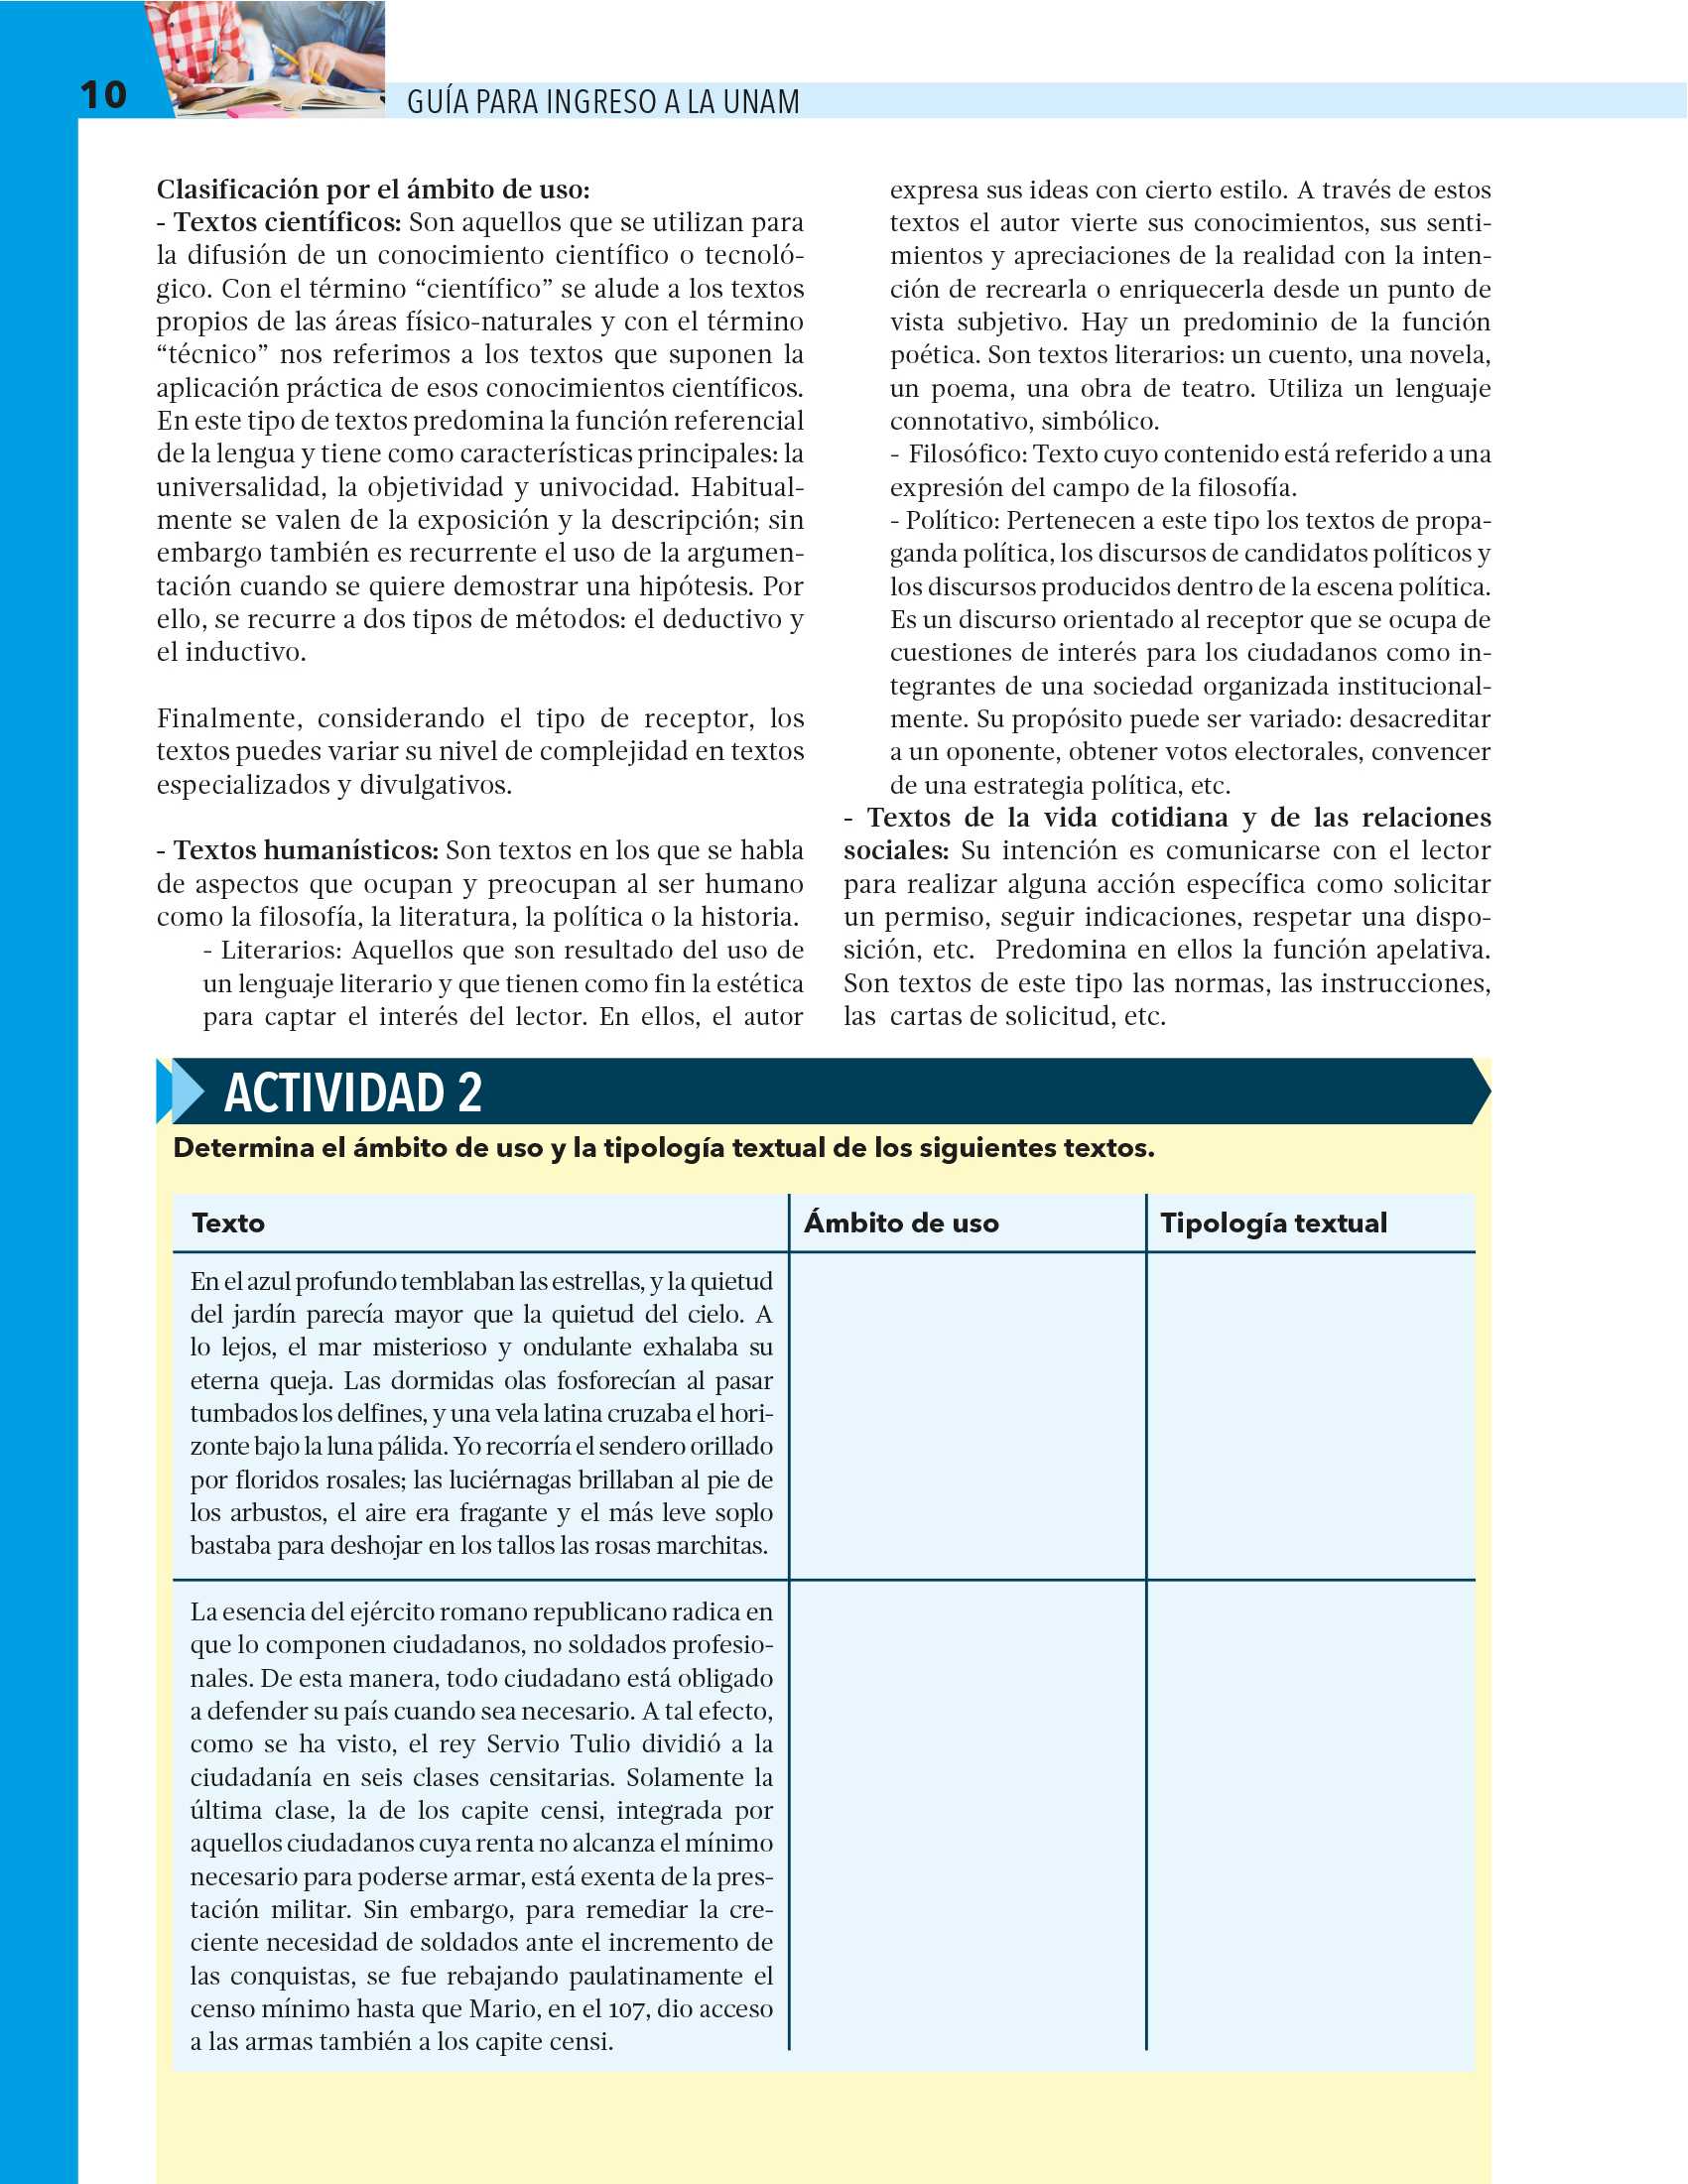 10
GUÍA PARA INGRESO A LA UNAM
Clasificación por el ámbito de uso:
- Textos científicos: Son aquellos que se utilizan para
la difusión de un conocimiento científico o tecnoló-
gico. Con el término “científico” se alude a los textos
propios de las áreas físico-naturales y con el término
“técnico” nos referimos a los textos que suponen la
aplicación práctica de esos conocimientos científicos.
En este tipo de textos predomina la función referencial
de la lengua y tiene como características principales: la
universalidad, la objetividad y univocidad. Habitual-
mente se valen de la exposición y la descripción; sin
embargo también es recurrente el uso de la argumen-
tación cuando se quiere demostrar una hipótesis. Por
ello, se recurre a dos tipos de métodos: el deductivo y
el inductivo.
Finalmente, considerando el tipo de receptor, los
textos puedes variar su nivel de complejidad en textos
especializados y divulgativos.
- Textos humanísticos: Son textos en los que se habla
de aspectos que ocupan y preocupan al ser humano
como la filosofía, la literatura, la política o la historia.
- Literarios: Aquellos que son resultado del uso de
un lenguaje literario y que tienen como fin la estética
para captar el interés del lector. En ellos, el autor
expresa sus ideas con cierto estilo. A través de estos
textos el autor vierte sus conocimientos, sus senti-
mientos y apreciaciones de la realidad con la inten-
ción de recrearla o enriquecerla desde un punto de
vista subjetivo. Hay un predominio de la función
poética. Son textos literarios: un cuento, una novela,
un poema, una obra de teatro. Utiliza un lenguaje
connotativo, simbólico.
- Filosófico: Texto cuyo contenido está referido a una
expresión del campo de la filosofía.
- Político: Pertenecen a este tipo los textos de propa-
ganda política, los discursos de candidatos políticos y
los discursos producidos dentro de la escena política.
Es un discurso orientado al receptor que se ocupa de
cuestiones de interés para los ciudadanos como in-
tegrantes de una sociedad organizada institucional-
mente. Su propósito puede ser variado: desacreditar
a un oponente, obtener votos electorales, convencer
de una estrategia política, etc.
- Textos de la vida cotidiana y de las relaciones
sociales: Su intención es comunicarse con el lector
para realizar alguna acción específica como solicitar
un permiso, seguir indicaciones, respetar una dispo-
sición, etc. Predomina en ellos la función apelativa.
Son textos de este tipo las normas, las instrucciones,
las cartas de solicitud, etc.
ACTIVIDAD 2
Determina el ámbito de uso y la tipología textual de los siguientes textos.
Texto
Ámbito de uso
Tipología textual
En el azul profundo temblaban las estrellas, y la quietud
del jardín parecía mayor que la quietud del cielo. A
lo lejos, el mar misterioso y ondulante exhalaba su
eterna queja. Las dormidas olas fosforecían al pasar
tumbados los delfines, y una vela latina cruzaba el hori-
zonte bajo la luna pálida. Yo recorría el sendero orillado
por floridos rosales; las luciérnagas brillaban al pie de
los arbustos, el aire era fragante y el más leve soplo
bastaba para deshojar en los tallos las rosas marchitas.
La esencia del ejército romano republicano radica en
que lo componen ciudadanos, no soldados profesio-
nales. De esta manera, todo ciudadano está obligado
a defender su país cuando sea necesario. A tal efecto,
como se ha visto, el rey Servio Tulio dividió a la
ciudadanía en seis clases censitarias. Solamente la
última clase, la de los capite censi, integrada por
aquellos ciudadanos cuya renta no alcanza el mínimo
necesario para poderse armar, está exenta de la pres-
tación militar. Sin embargo, para remediar la cre-
ciente necesidad de soldados ante el incremento de
las conquistas, se fue rebajando paulatinamente el
censo mínimo hasta que Mario, en el 107, dio acceso
a las armas también a los capite censi.